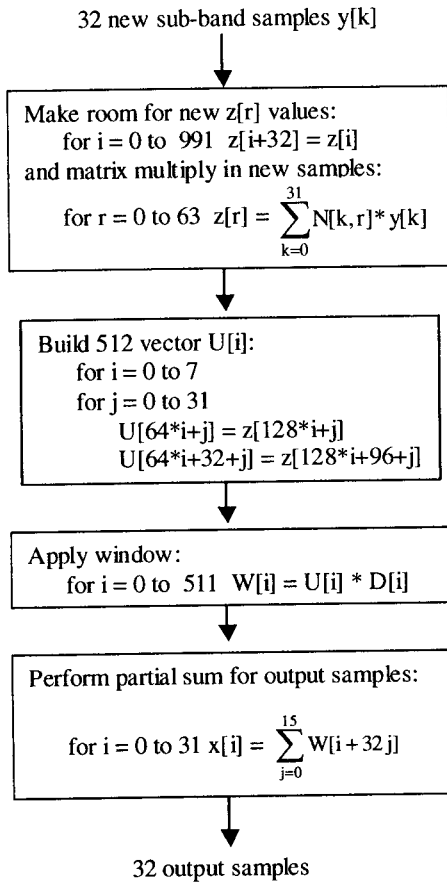 32 new sub-band samples y[k]
Make room for new z[r] values:
for i = 0 to 991 z[i+32] = z[i]
and matrix multiply in new samples:
for r = 0 to 63 z[r] = \sum_{k=0}^{31} N[k,r]* y[k]
Build 512 vector U[i]:
for i = 0 to 7
for j = 0 to 31
U[64*i+j] = z[128*i+j]
U[64*i+32+j] = z[128*i+96+j]
Apply window:
for i = 0 to 511 W[i] = U[i] * D[i]
Perform partial sum for output samples:
for i = 0 to 31 x[i] = \sum_{j=0}^{15} W[i + 32 j]
32 output samples